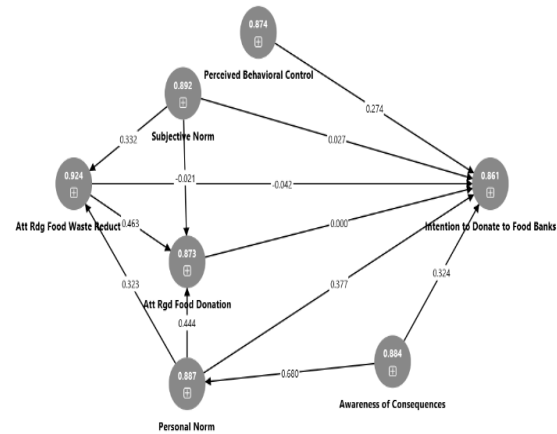 0.874
Perceived Behavioral Control
0.892
Subjective Norm
0.274
0.332
0.027
0.924
Att Rdg Food Waste Reduct
-0.021
-0.042
0.861
Intention to Donate to Food Banks
0.463
0.000
0.873
Att Rgd Food Donation
0.323
0.444
0.377
0.324
0.887
Personal Norm
0.680
0.884
Awareness of Consequences